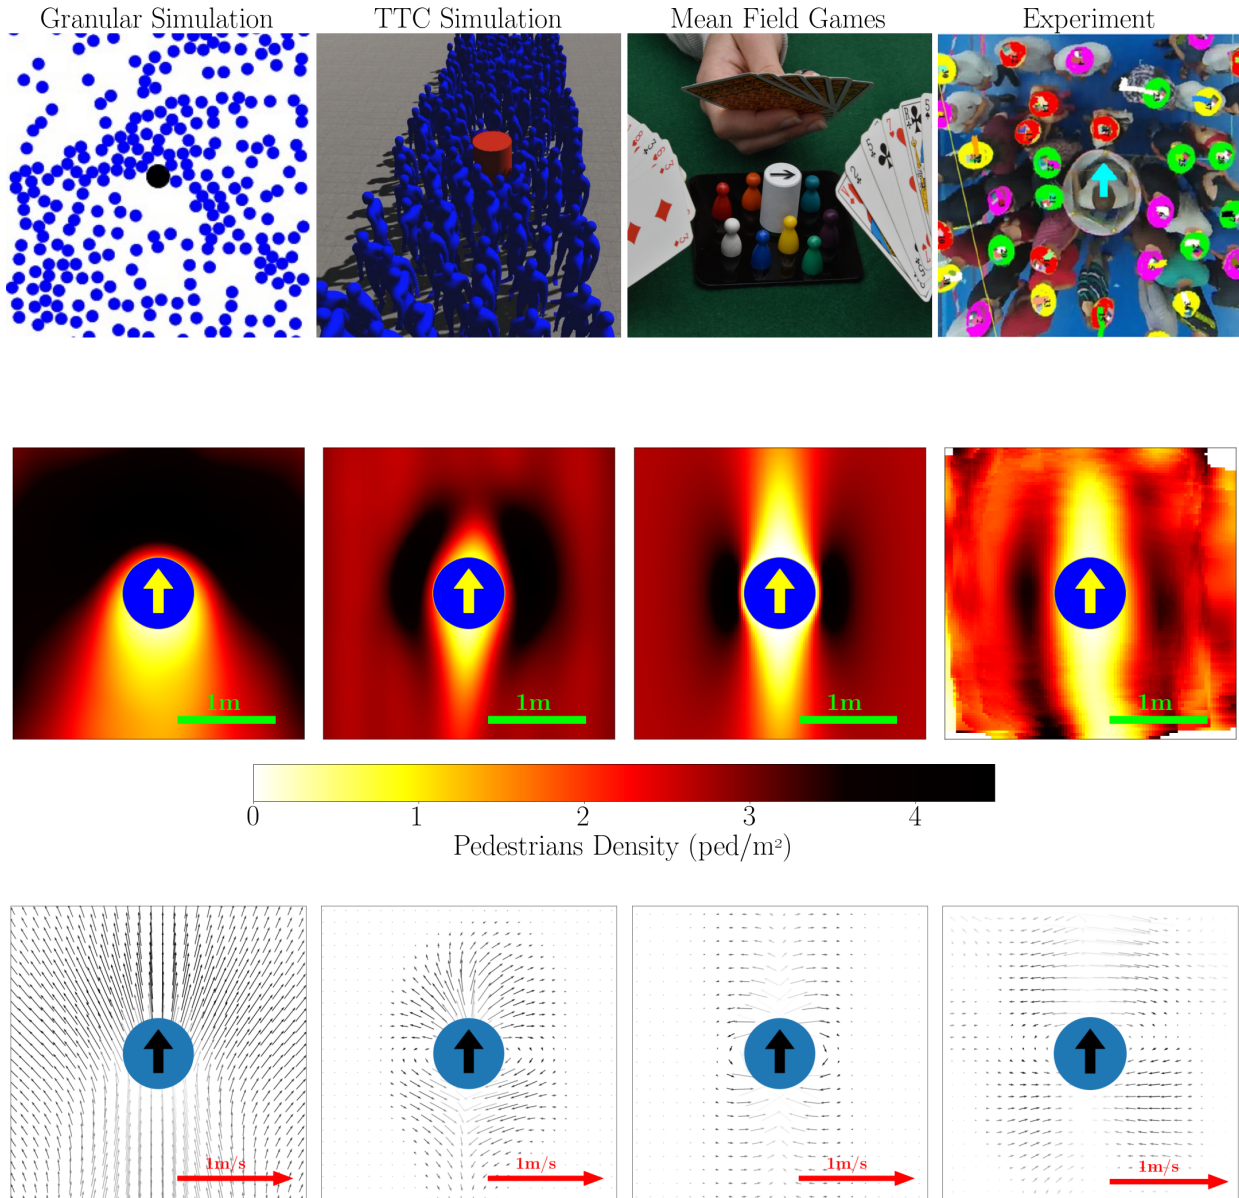 Granular Simulation
TTC Simulation
Mean Field Games
Experiment
1m
1m
1m
1m
0
1
2
3
4
Pedestrians Density (ped/m²)
1m/s
1m/s
1m/s
1m/s